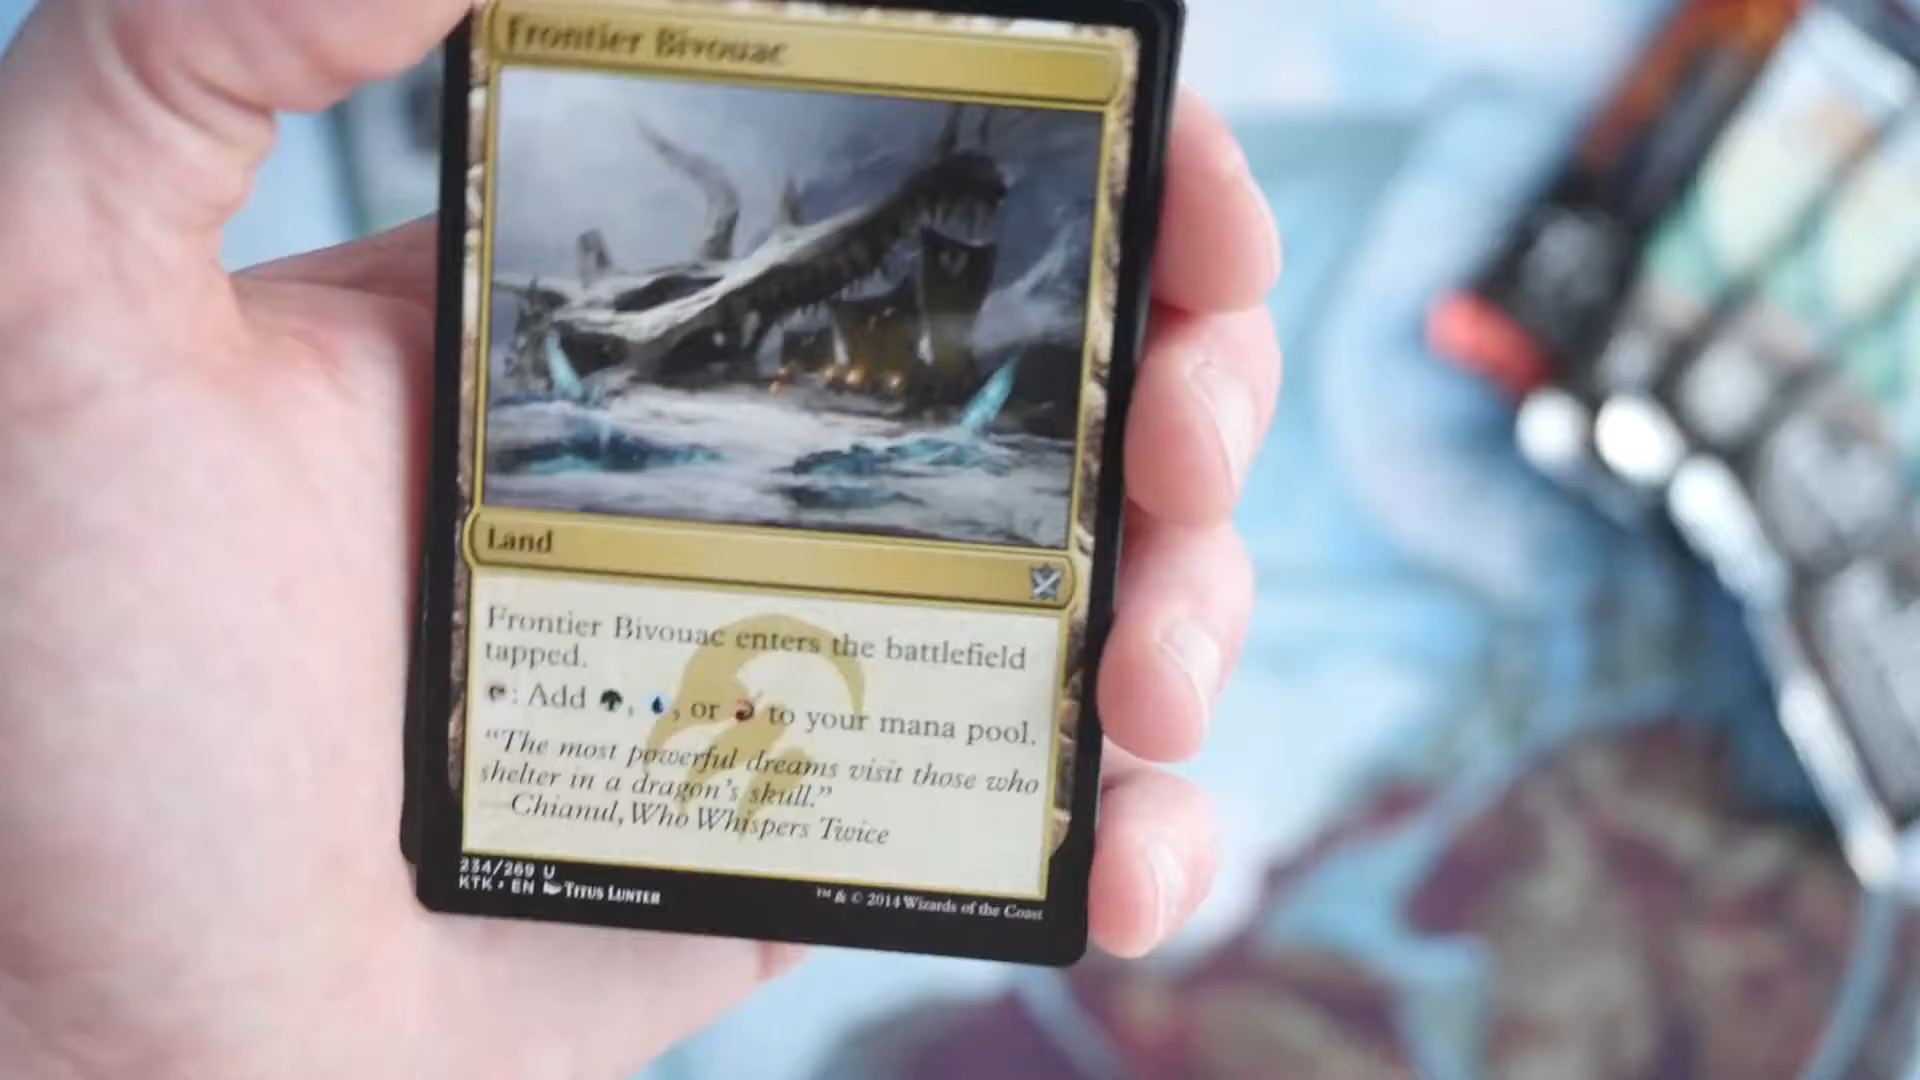 Frontier Bivouac
Land
Frontier Bivouac enters the battlefield
tapped.
: Add , , or to your mana pool.
“The most powerful dreams visit those who
shelter in a dragon’s skull.”
—Chianul, Who Whispers Twice
234/269 U
KTK • EN Titus Lunter
™ & © 2014 Wizards of the Coast